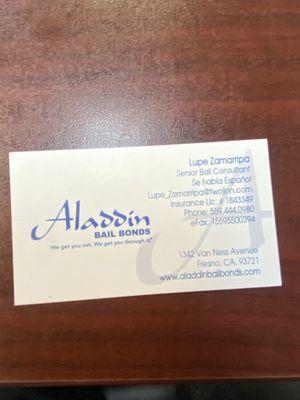 Aladdin
BAIL BONDS
We get you out. We get you through it.®
Lupe Zamarripa
Senior Bail Consultant
Se habla Español
Lupe_Zamarripa@twojinn.com
Insurance Lic. # 1843349
Phone: 559.444.0980
eFax: 15595500394
1342 Van Ness Avenue
Fresno, CA. 93721
www.aladdinbailbonds.com